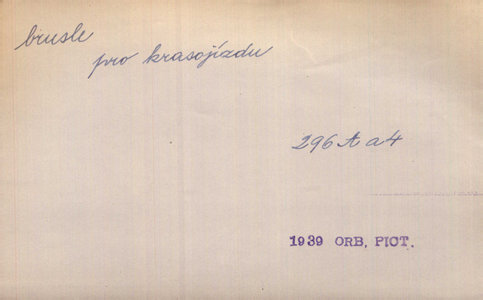 brusle
pro krasojízdu
296 A a4
1939 ORB. PICT.